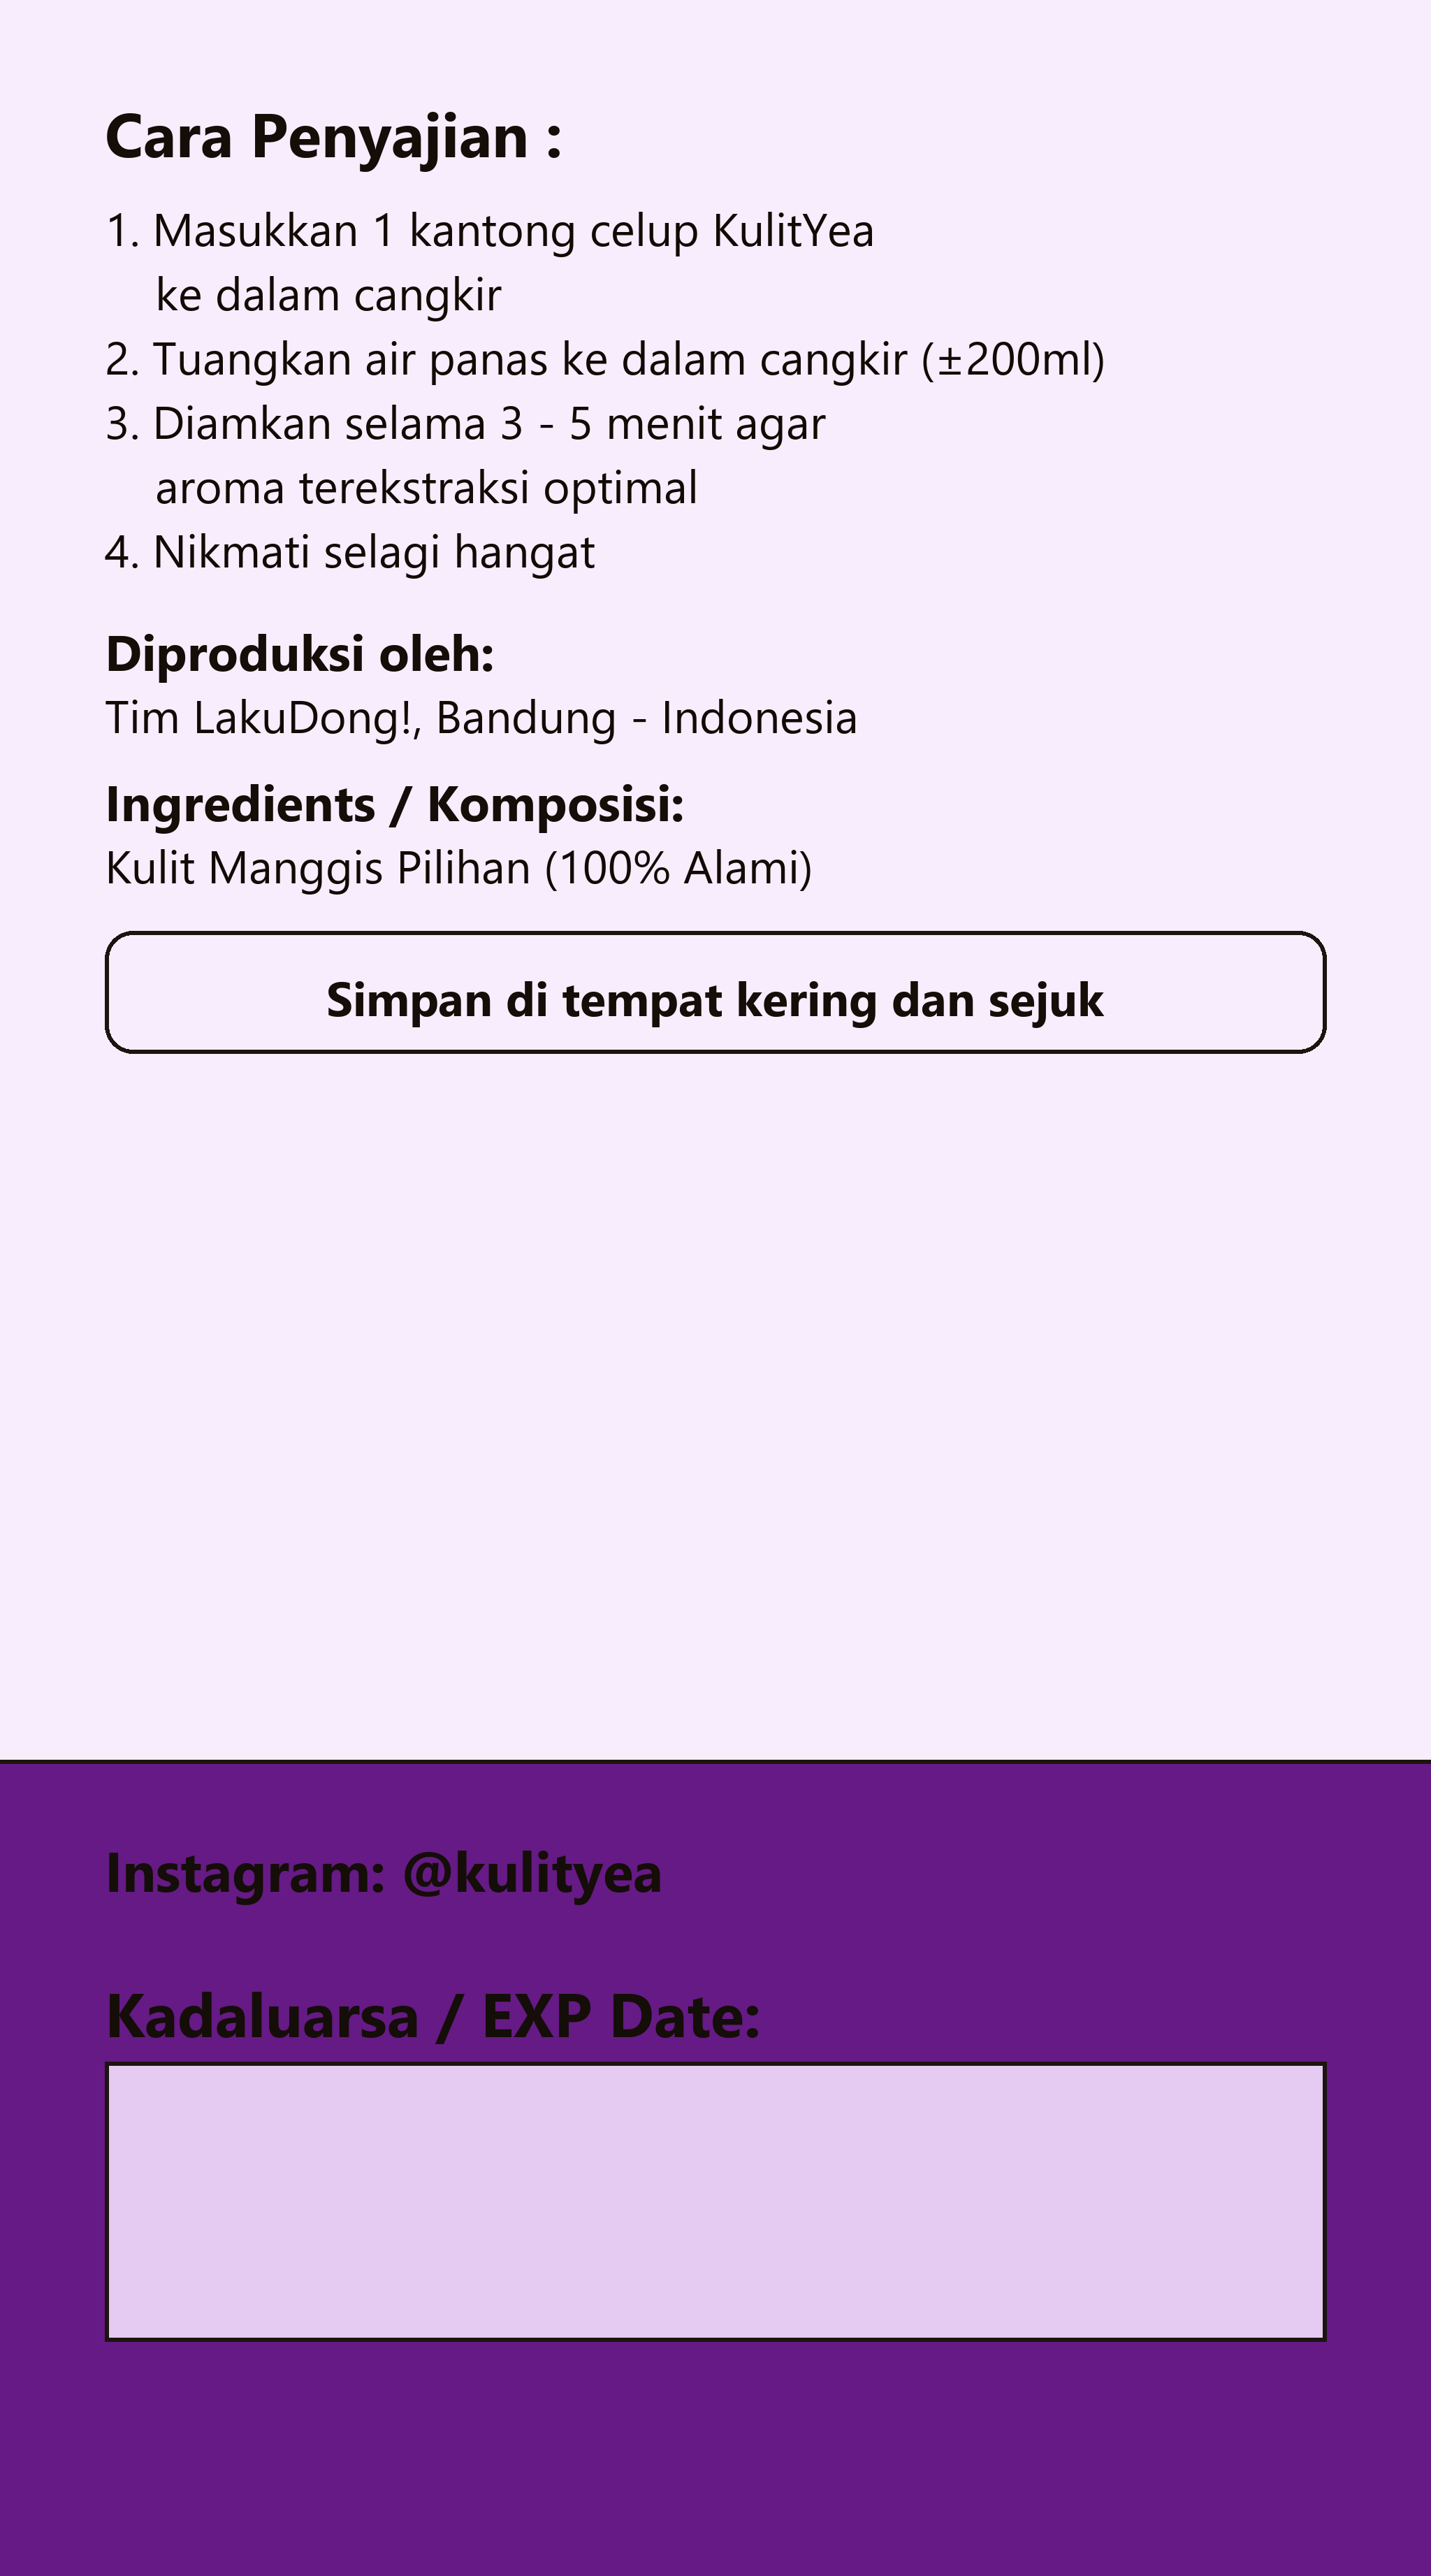 Cara Penyajian :
1. Masukkan 1 kantong celup KulitYea
ke dalam cangkir
2. Tuangkan air panas ke dalam cangkir (±200ml)
3. Diamkan selama 3 - 5 menit agar
aroma terekstraksi optimal
4. Nikmati selagi hangat
Diproduksi oleh:
Tim LakuDong!, Bandung - Indonesia
Ingredients / Komposisi:
Kulit Manggis Pilihan (100% Alami)
Simpan di tempat kering dan sejuk
Instagram: @kulityea
Kadaluarsa / EXP Date: